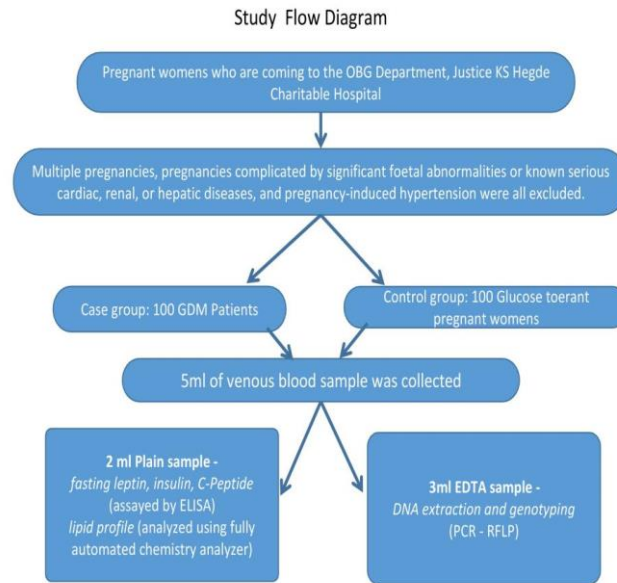 Study Flow Diagram
Pregnant womens who are coming to the OBG Department, Justice KS Hegde
Charitable Hospital
Multiple pregnancies, pregnancies complicated by significant foetal abnormalities or known serious
cardiac, renal, or hepatic diseases, and pregnancy-induced hypertension were all excluded.
Case group: 100 GDM Patients
Control group: 100 Glucose toerant
pregnant womens
5ml of venous blood sample was collected
2 ml Plain sample -
fasting leptin, insulin, C-Peptide
(assayed by ELISA)
lipid profile (analyzed using fully
automated chemistry analyzer)
3ml EDTA sample -
DNA extraction and genotyping
(PCR - RFLP)